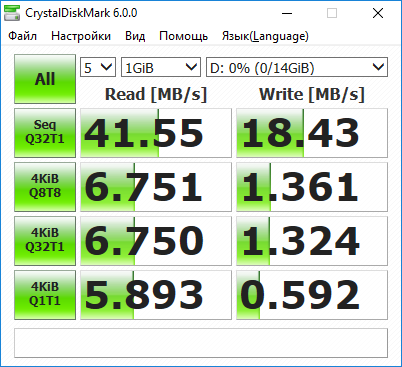 CrystalDiskMark 6.0.0
Файл Настройки Вид Помощь Язык(Language)
All 5 1GiB D: 0% (0/14GiB)
Read [MB/s] Write [MB/s]
Seq Q32T1 41.55 18.43
4KiB Q8T8 6.751 1.361
4KiB Q32T1 6.750 1.324
4KiB Q1T1 5.893 0.592